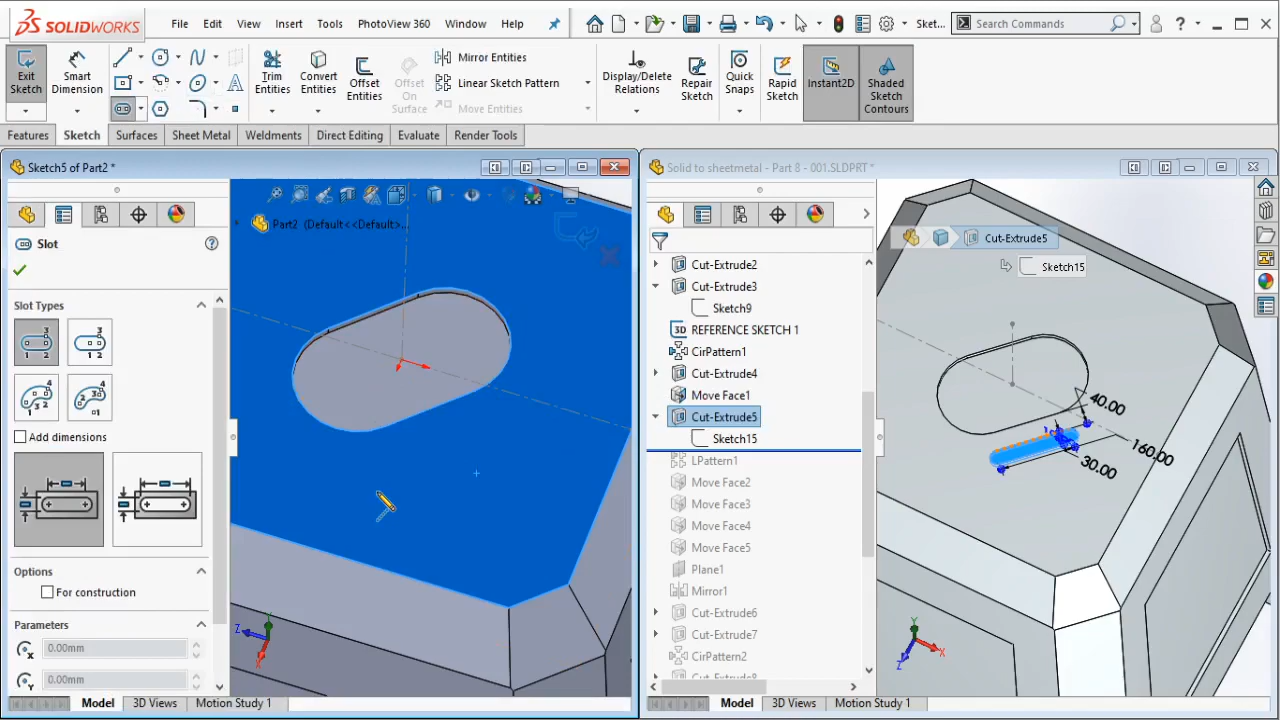 SOLIDWORKS
File Edit View Insert Tools PhotoView 360 Window Help
Sket...
Search Commands
Exit Sketch
Smart Dimension
Trim Entities
Convert Entities
Offset Entities
Offset On Surface
Mirror Entities
Linear Sketch Pattern
Move Entities
Display/Delete Relations
Repair Sketch
Quick Snaps
Rapid Sketch
Instant2D
Shaded Sketch Contours
Features Sketch Surfaces Sheet Metal Weldments Direct Editing Evaluate Render Tools
Sketch5 of Part2 *
Part2 (Default<<Default>...
Slot
Slot Types
Add dimensions
Options
For construction
Parameters
0.00mm
0.00mm
Y
Z
X
Model 3D Views Motion Study 1
Solid to sheetmetal - Part 8 - 001.SLDPRT *
Cut-Extrude2
Cut-Extrude3
Sketch9
3D REFERENCE SKETCH 1
CirPattern1
Cut-Extrude4
Move Face1
Cut-Extrude5
Sketch15
LPattern1
Move Face2
Move Face3
Move Face4
Move Face5
Plane1
Mirror1
Cut-Extrude6
Cut-Extrude7
CirPattern2
Cut-Extrude8
Cut-Extrude5
Sketch15
40.00
160.00
30.00
Y
X
Z
Model 3D Views Motion Study 1